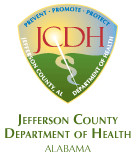 PREVENT · PROMOTE · PROTECT
JCDH
JEFFERSON COUNTY, AL
DEPARTMENT OF HEALTH
JEFFERSON COUNTY
DEPARTMENT OF HEALTH
ALABAMA